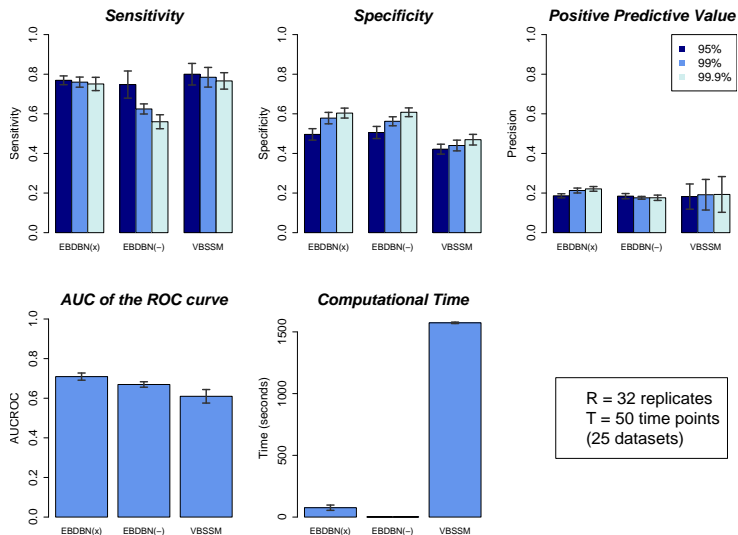 Sensitivity
Sensitivity
0.0
0.2
0.4
0.6
0.8
1.0
EBDBN(x)
EBDBN(−)
VBSSM
Specificity
Specificity
0.0
0.2
0.4
0.6
0.8
1.0
EBDBN(x)
EBDBN(−)
VBSSM
Positive Predictive Value
Precision
0.0
0.2
0.4
0.6
0.8
1.0
95%
99%
99.9%
EBDBN(x)
EBDBN(−)
VBSSM
AUC of the ROC curve
AUCROC
0.0
0.2
0.4
0.6
0.8
1.0
EBDBN(x)
EBDBN(−)
VBSSM
Computational Time
Time (seconds)
0
500
1000
1500
EBDBN(x)
EBDBN(−)
VBSSM
R = 32 replicates
T = 50 time points
(25 datasets)